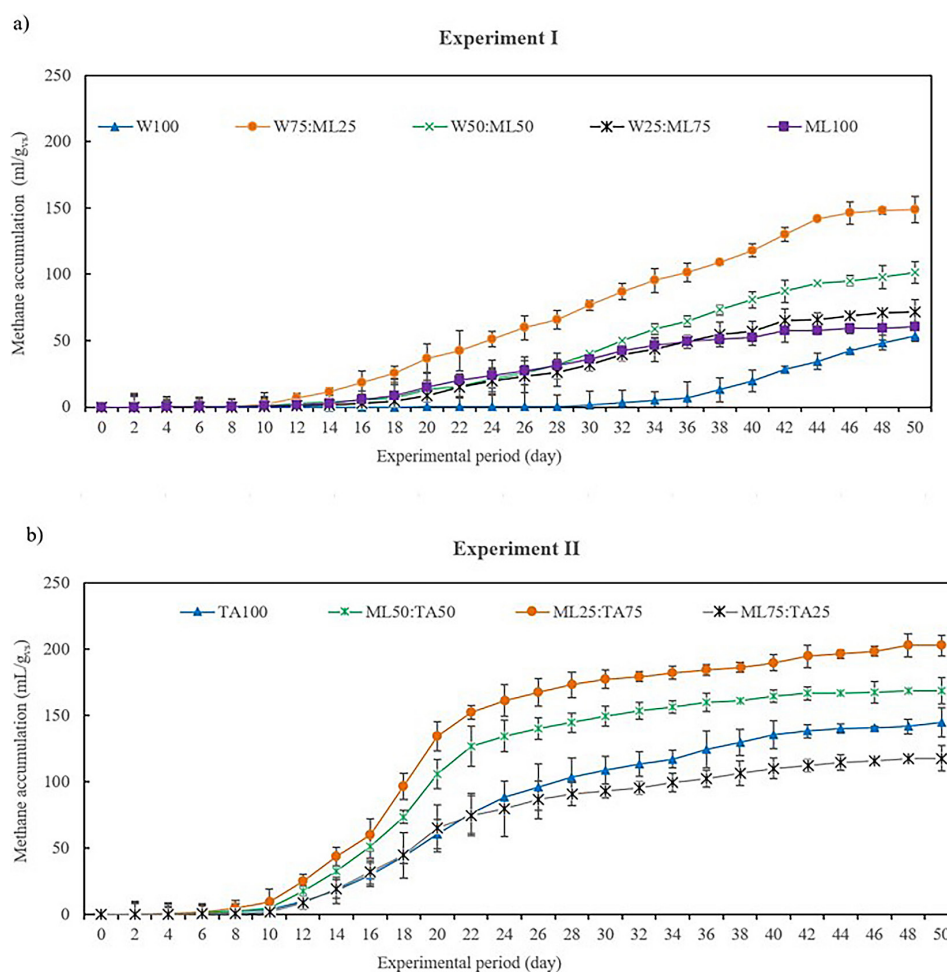 a)
Experiment I
250
200
150
100
50
0
Methane accumulation (ml/gvs)
W100 W75:ML25 W50:ML50 W25:ML75 ML100
0 2 4 6 8 10 12 14 16 18 20 22 24 26 28 30 32 34 36 38 40 42 44 46 48 50
Experimental period (day)
b)
Experiment II
250
200
150
100
50
0
Methane accumulation (mL/gvs)
TA100 ML50:TA50 ML25:TA75 ML75:TA25
0 2 4 6 8 10 12 14 16 18 20 22 24 26 28 30 32 34 36 38 40 42 44 46 48 50
Experimental period (day)